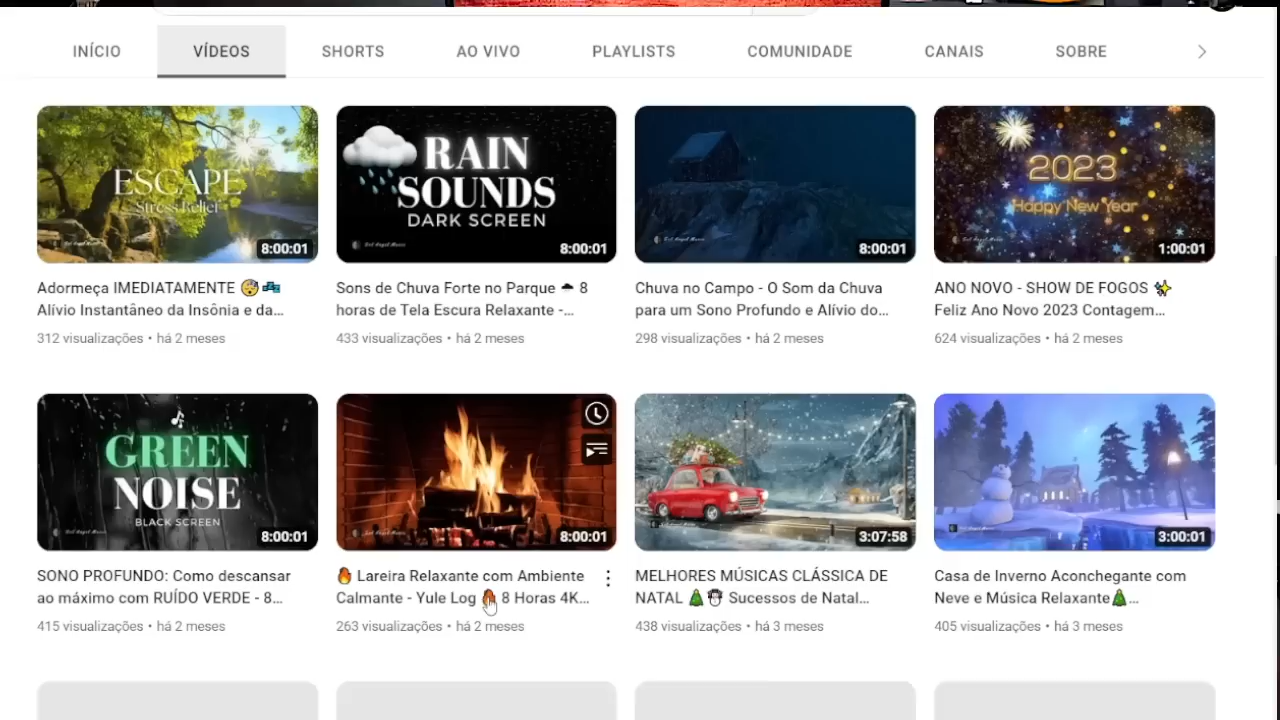 INÍCIO VÍDEOS SHORTS AO VIVO PLAYLISTS COMUNIDADE CANAIS SOBRE
ESCAPE
Stress Relief
8:00:01
Adormeça IMEDIATAMENTE 😴💤
Alívio Instantâneo da Insônia e da...
312 visualizações • há 2 meses
RAIN
SOUNDS
DARK SCREEN
Sol Angel Music
8:00:01
Sons de Chuva Forte no Parque ☁ 8
horas de Tela Escura Relaxante -...
433 visualizações • há 2 meses
8:00:01
Chuva no Campo - O Som da Chuva
para um Sono Profundo e Alívio do...
298 visualizações • há 2 meses
2023
Happy New Year
1:00:01
ANO NOVO - SHOW DE FOGOS ✨
Feliz Ano Novo 2023 Contagem...
624 visualizações • há 2 meses
GREEN
NOISE
BLACK SCREEN
8:00:01
SONO PROFUNDO: Como descansar
ao máximo com RUÍDO VERDE - 8...
415 visualizações • há 2 meses
8:00:01
🔥 Lareira Relaxante com Ambiente
Calmante - Yule Log 🔥 8 Horas 4K...
263 visualizações • há 2 meses
3:07:58
MELHORES MÚSICAS CLÁSSICA DE
NATAL 🎄☃ Sucessos de Natal...
438 visualizações • há 3 meses
3:00:01
Casa de Inverno Aconchegante com
Neve e Música Relaxante🎄...
405 visualizações • há 3 meses